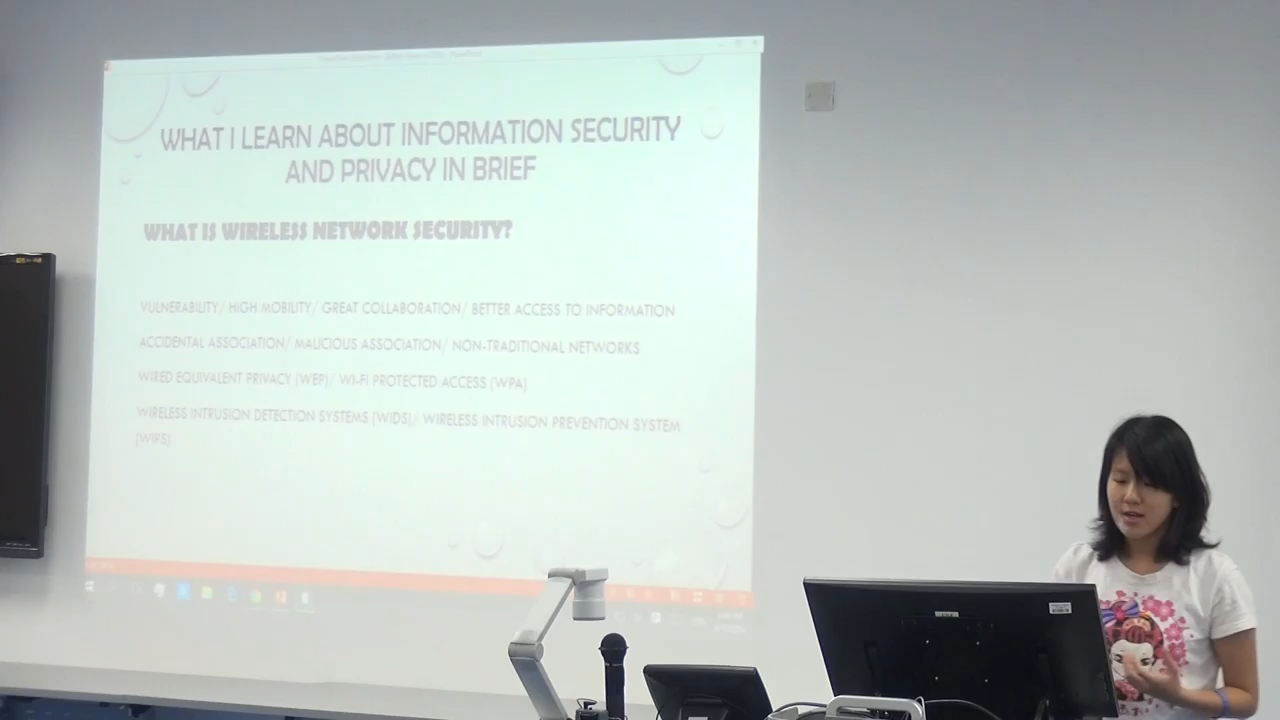 WHAT I LEARN ABOUT INFORMATION SECURITY
AND PRIVACY IN BRIEF
WHAT IS WIRELESS NETWORK SECURITY?
VULNERABILITY/ HIGH MOBILITY/ GREAT COLLABORATION/ BETTER ACCESS TO INFORMATION
ACCIDENTAL ASSOCIATION/ MALICIOUS ASSOCIATION/ NON-TRADITIONAL NETWORKS
WIRED EQUIVALENT PRIVACY (WEP)/ WI-FI PROTECTED ACCESS (WPA)
WIRELESS INTRUSION DETECTION SYSTEMS (WIDS)/ WIRELESS INTRUSION PREVENTION SYSTEM
(WIPS)